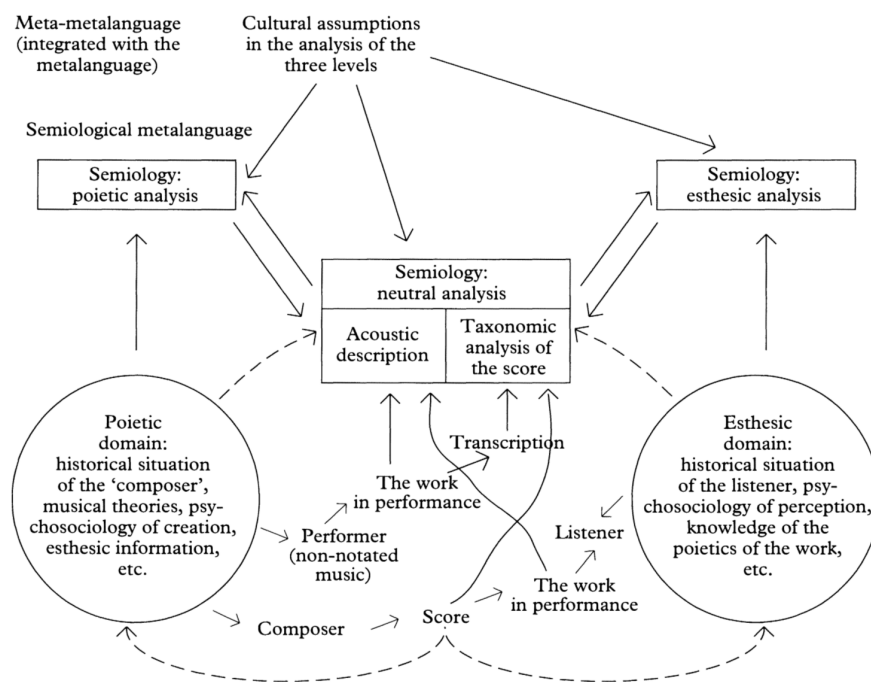 Meta-metalanguage
(integrated with the
metalanguage)
Cultural assumptions
in the analysis of the
three levels
Semiological metalanguage
Semiology:
poietic analysis
Semiology:
esthesic analysis
Semiology:
neutral analysis
Acoustic
description
Taxonomic
analysis of
the score
Poietic
domain:
historical situation
of the ‘composer’,
musical theories, psy-
chosociology of creation,
esthesic information,
etc.
Transcription
The work
in performance
Performer
(non-notated
music)
Composer
Score
The work
in performance
Listener
Esthesic
domain:
historical situation
of the listener, psy-
chosociology of perception,
knowledge of the
poietics of the work,
etc.